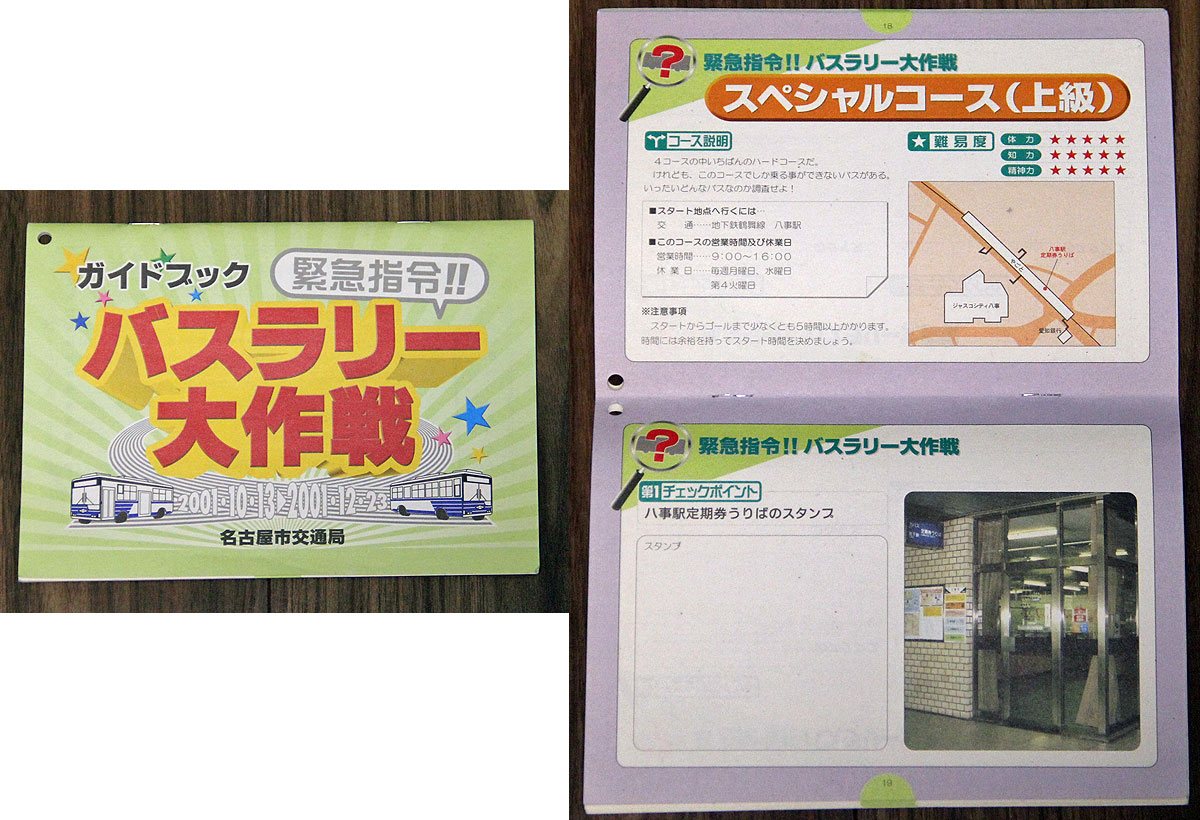 ガイドブック
緊急指令!!
バスラリー
大作戦
2001・10・13▶2001・12・23
名古屋市交通局
18
緊急指令!! バスラリー大作戦
スペシャルコース(上級)
コース説明
4コースの中いちばんのハードコースだ。
けれども、このコースでしか乗る事ができないバスがある。
いったいどんなバスなのか調査せよ!
■スタート地点へ行くには…
交 通……地下鉄鶴舞線 八事駅
■このコースの営業時間及び休業日
営業時間……9:00〜16:00
休 業 日……毎週月曜日、水曜日
第4火曜日
※注意事項
スタートからゴールまで少なくとも5時間以上かかります。
時間には余裕を持ってスタート時間を決めましょう。
★難易度
体 力 ★★★★★
知 力 ★★★★★
精神力 ★★★★★
八事駅
定期券うりば
やごと
ジャスコシティ八事
愛知銀行
緊急指令!! バスラリー大作戦
第1チェックポイント
八事駅定期券うりばのスタンプ
スタンプ
19